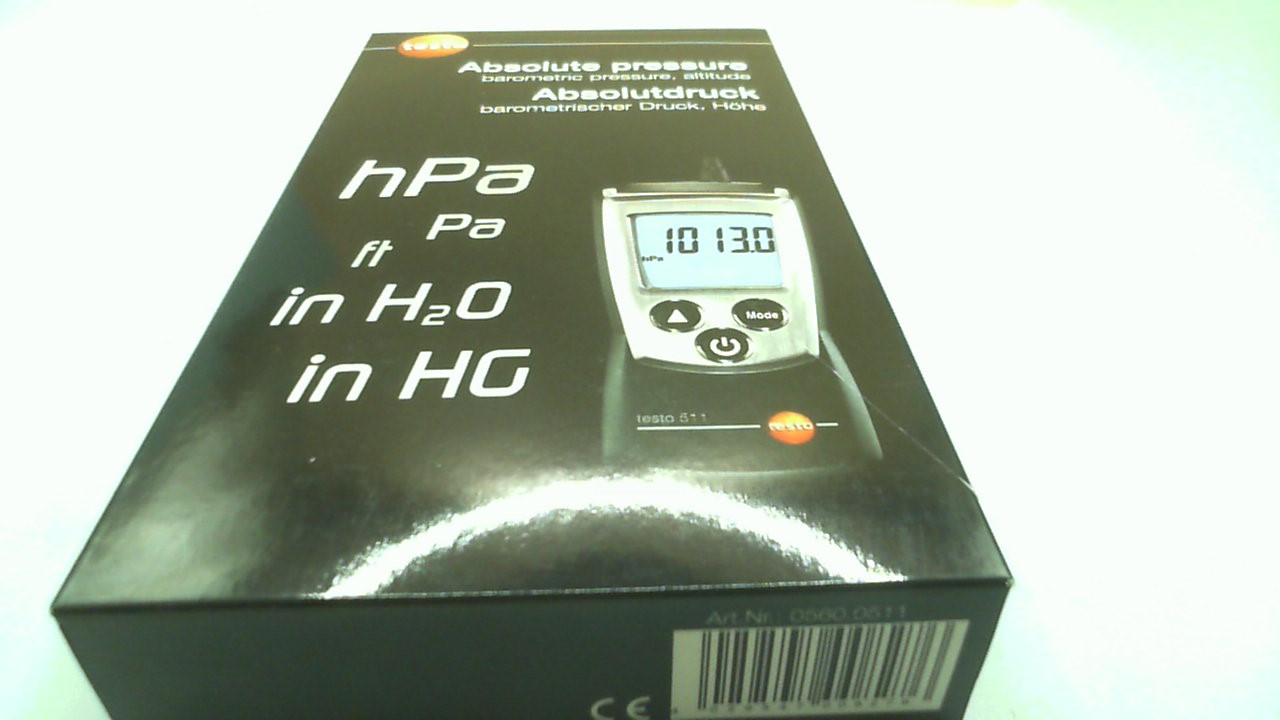 testo
Absolute pressure
barometric pressure, altitude
Absolutdruck
barometrischer Druck, Höhe
hPa
Pa
ft
in H₂O
in HG
1013.0
hPa
Mode
testo 511
testo
Art.Nr.: 0560.0511
CE